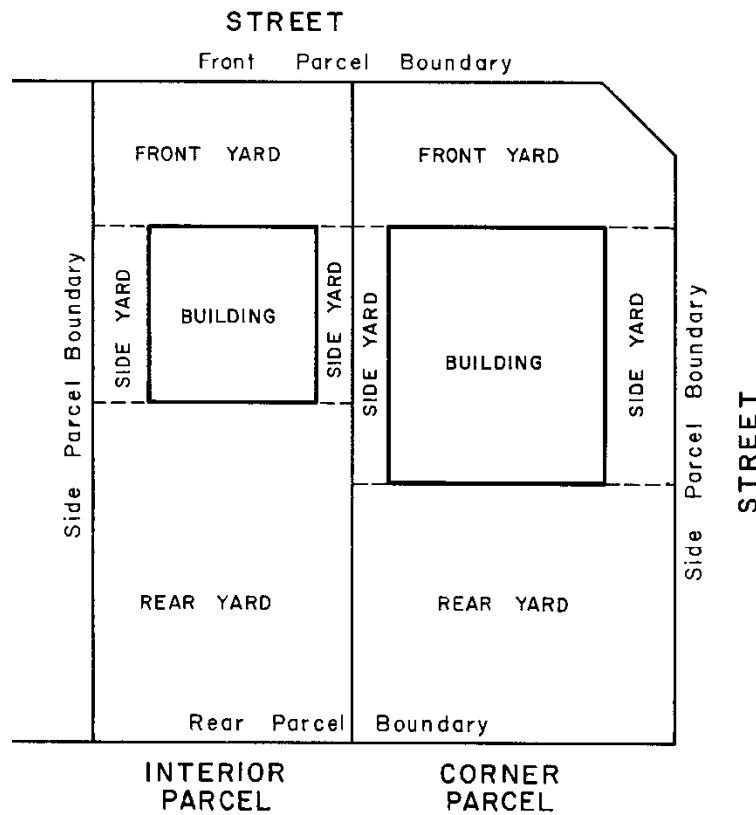 STREET
Front Parcel Boundary
FRONT YARD
FRONT YARD
Side Parcel Boundary
SIDE YARD
BUILDING
SIDE YARD
SIDE YARD
BUILDING
SIDE YARD
Side Parcel Boundary
STREET
REAR YARD
REAR YARD
Rear Parcel Boundary
INTERIOR
PARCEL
CORNER
PARCEL